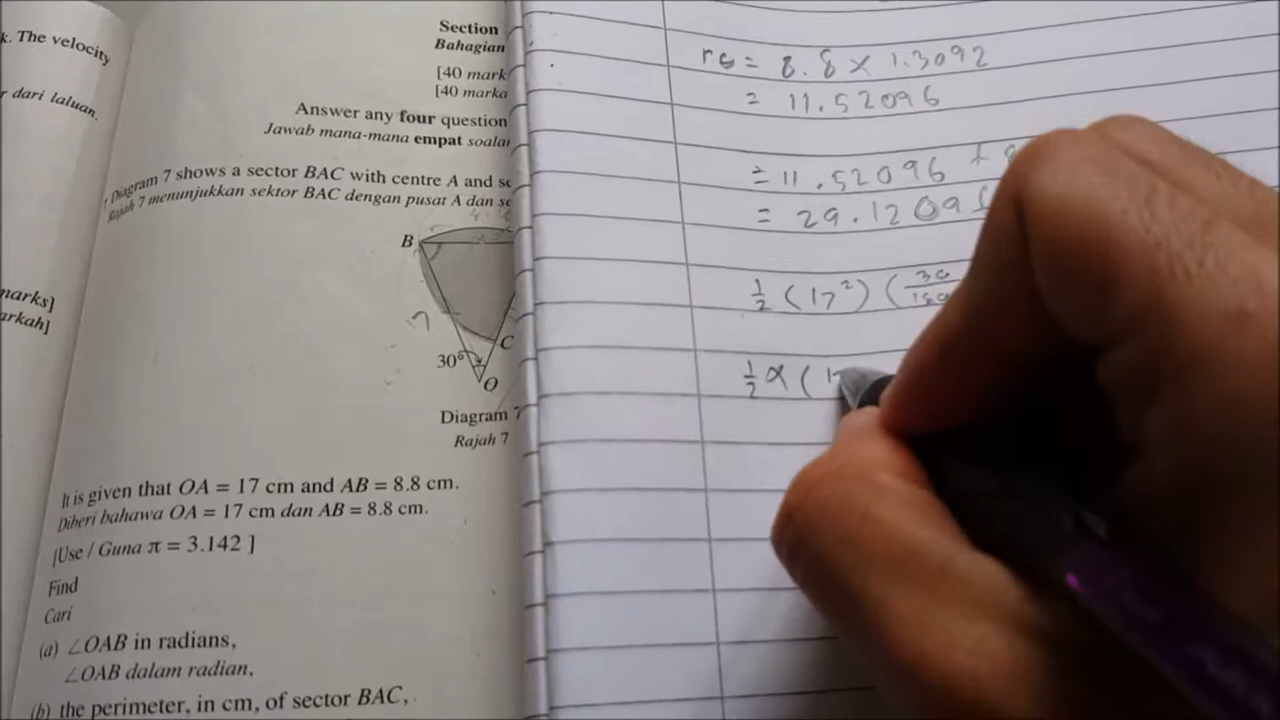 k. The velocity
r dari laluan.
marks]
arkah]
Section
Bahagian
[40 mark
[40 marka
Answer any four question
Jawab mana-mana empat soalan
Diagram 7 shows a sector BAC with centre A and se
Rajah 7 menunjukkan sektor BAC dengan pusat A dan se
B
C
30°
O
Diagram 7
Rajah 7
It is given that OA = 17 cm and AB = 8.8 cm.
Diberi bahawa OA = 17 cm dan AB = 8.8 cm.
[Use / Guna π = 3.142 ]
Find
Cari
(a) ∠OAB in radians,
∠OAB dalam radian,
(b) the perimeter, in cm, of sector BAC,
rθ = 8.8 × 1.3092
= 11.52096
= 11.52096 +
= 29.1209
½ (17²) (30/180
½ × (17